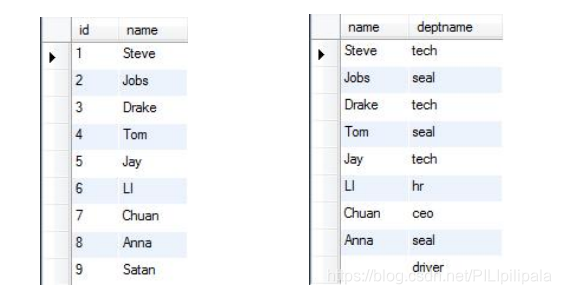 id name
1 Steve
2 Jobs
3 Drake
4 Tom
5 Jay
6 LI
7 Chuan
8 Anna
9 Satan
name deptname
Steve tech
Jobs seal
Drake tech
Tom seal
Jay tech
LI hr
Chuan ceo
Anna seal
driver
https://blog.csdn.net/PILIpilipala